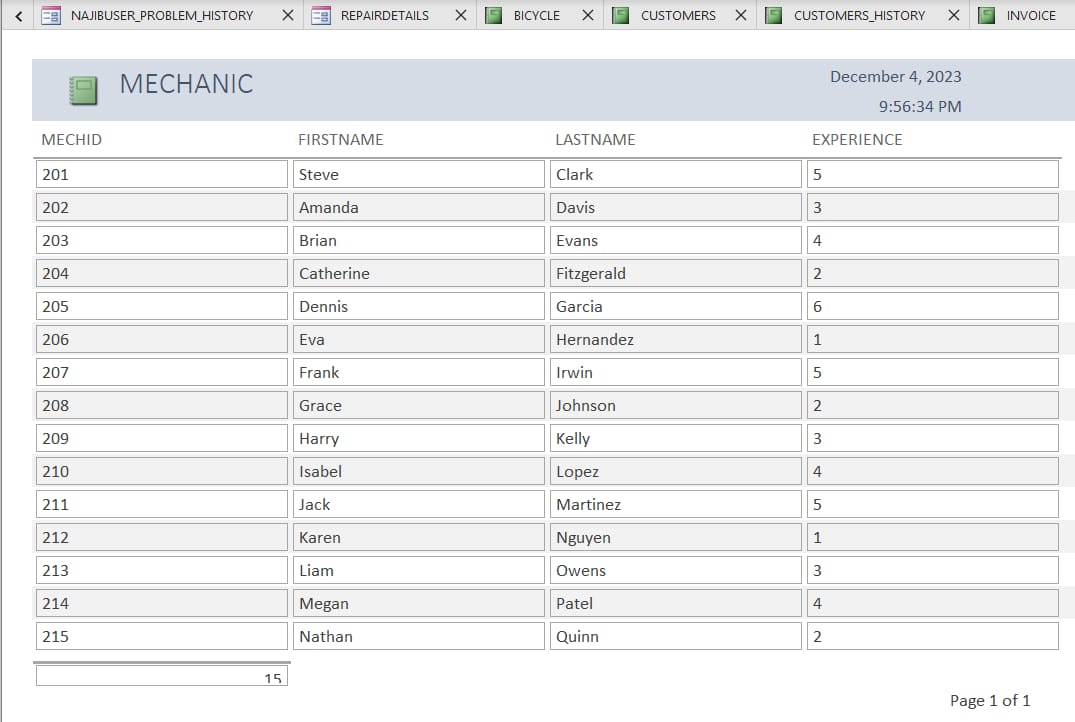 NAJIBUSER_PROBLEM_HISTORY REPAIRDETAILS BICYCLE CUSTOMERS CUSTOMERS_HISTORY INVOICE
MECHANIC
December 4, 2023
9:56:34 PM
MECHID FIRSTNAME LASTNAME EXPERIENCE
201 Steve Clark 5
202 Amanda Davis 3
203 Brian Evans 4
204 Catherine Fitzgerald 2
205 Dennis Garcia 6
206 Eva Hernandez 1
207 Frank Irwin 5
208 Grace Johnson 2
209 Harry Kelly 3
210 Isabel Lopez 4
211 Jack Martinez 5
212 Karen Nguyen 1
213 Liam Owens 3
214 Megan Patel 4
215 Nathan Quinn 2
15
Page 1 of 1